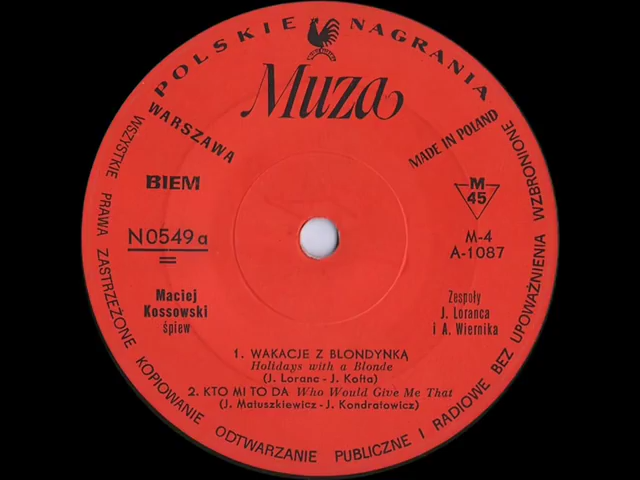 POLSKIE NAGRANIA
Muza
WARSZAWA
MADE IN POLAND
BIEM
M
45
N0549a
M-4
A-1087
Maciej
Kossowski
śpiew
Zespoły
J. Loranca
i A. Wiernika
1. WAKACJE Z BLONDYNKĄ
Holidays with a Blonde
(J. Loranc - J. Kofta)
2. KTO MI TO DA Who Would Give Me That
(J. Matuszkiewicz - J. Kondratowicz)
WSZYSTKIE PRAWA ZASTRZEŻONE KOPIOWANIE ODTWARZANIE PUBLICZNE I RADIOWE BEZ UPOWAŻNIENIA WZBRONIONE